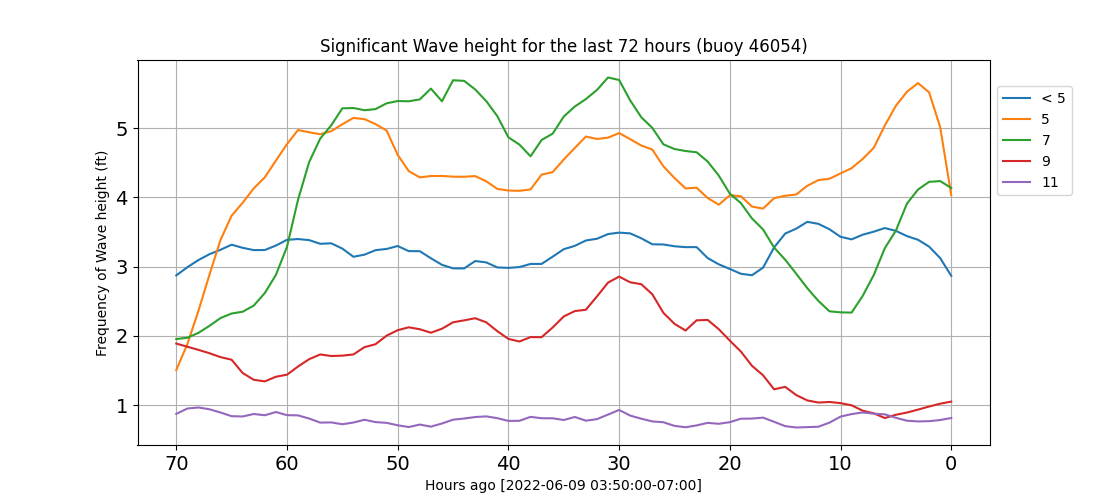 Significant Wave height for the last 72 hours (buoy 46054)
Frequency of Wave height (ft)
5
4
3
2
1
70 60 50 40 30 20 10 0
Hours ago [2022-06-09 03:50:00-07:00]
< 5
5
7
9
11